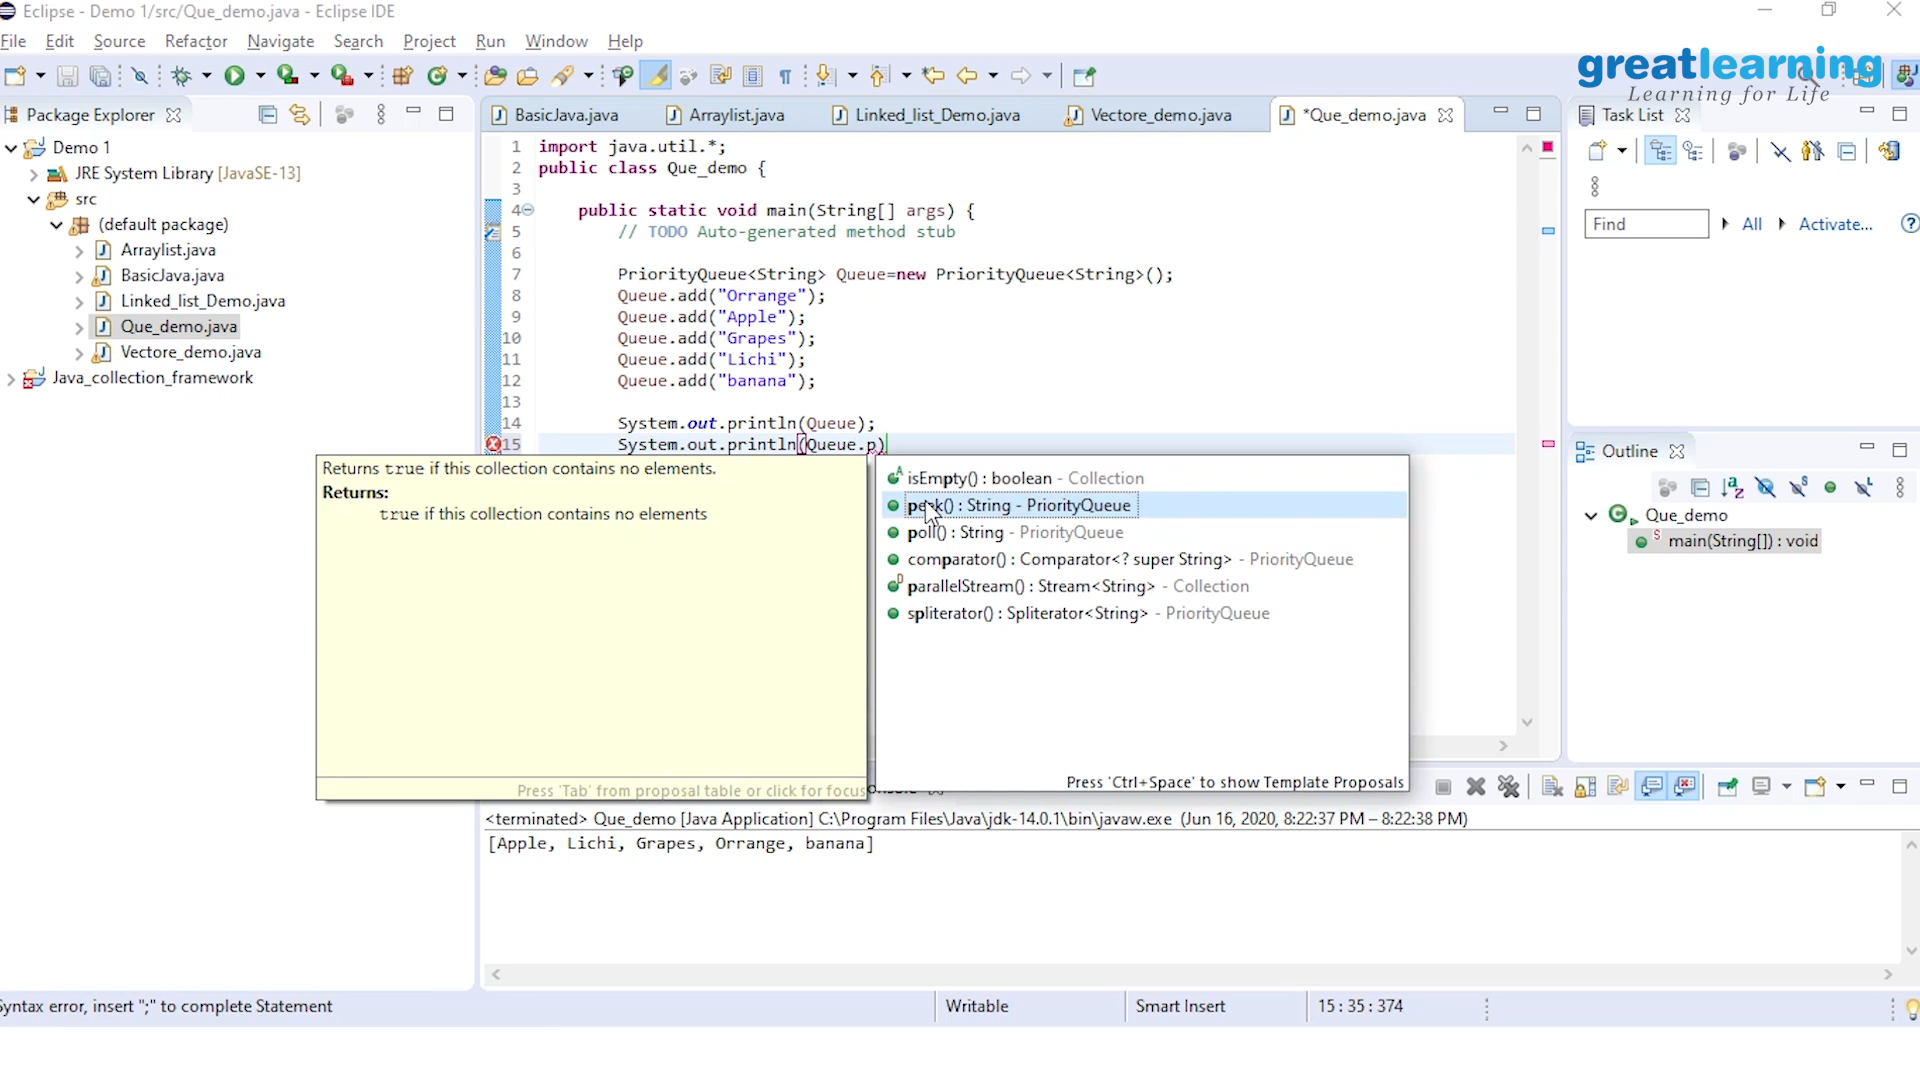 Eclipse - Demo 1/src/Que_demo.java - Eclipse IDE
File Edit Source Refactor Navigate Search Project Run Window Help
greatlearning
Learning for Life
Package Explorer
Demo 1
JRE System Library [JavaSE-13]
src
(default package)
Arraylist.java
BasicJava.java
Linked_list_Demo.java
Que_demo.java
Vectore_demo.java
Java_collection_framework
BasicJava.java Arraylist.java Linked_list_Demo.java Vectore_demo.java *Que_demo.java
1 import java.util.*;
2 public class Que_demo {
3
4 public static void main(String[] args) {
5 // TODO Auto-generated method stub
6
7 PriorityQueue<String> Queue=new PriorityQueue<String>();
8 Queue.add("Orrange");
9 Queue.add("Apple");
10 Queue.add("Grapes");
11 Queue.add("Lichi");
12 Queue.add("banana");
13
14 System.out.println(Queue);
15 System.out.println(Queue.p)
Returns true if this collection contains no elements.
Returns:
true if this collection contains no elements
Press 'Tab' from proposal table or click for focus
isEmpty() : boolean - Collection
peek() : String - PriorityQueue
poll() : String - PriorityQueue
comparator() : Comparator<? super String> - PriorityQueue
parallelStream() : Stream<String> - Collection
spliterator() : Spliterator<String> - PriorityQueue
Press 'Ctrl+Space' to show Template Proposals
Task List
Find All Activate...
Outline
Que_demo
main(String[]) : void
<terminated> Que_demo [Java Application] C:\Program Files\Java\jdk-14.0.1\bin\javaw.exe (Jun 16, 2020, 8:22:37 PM – 8:22:38 PM)
[Apple, Lichi, Grapes, Orrange, banana]
Syntax error, insert ";" to complete Statement
Writable Smart Insert 15 : 35 : 374